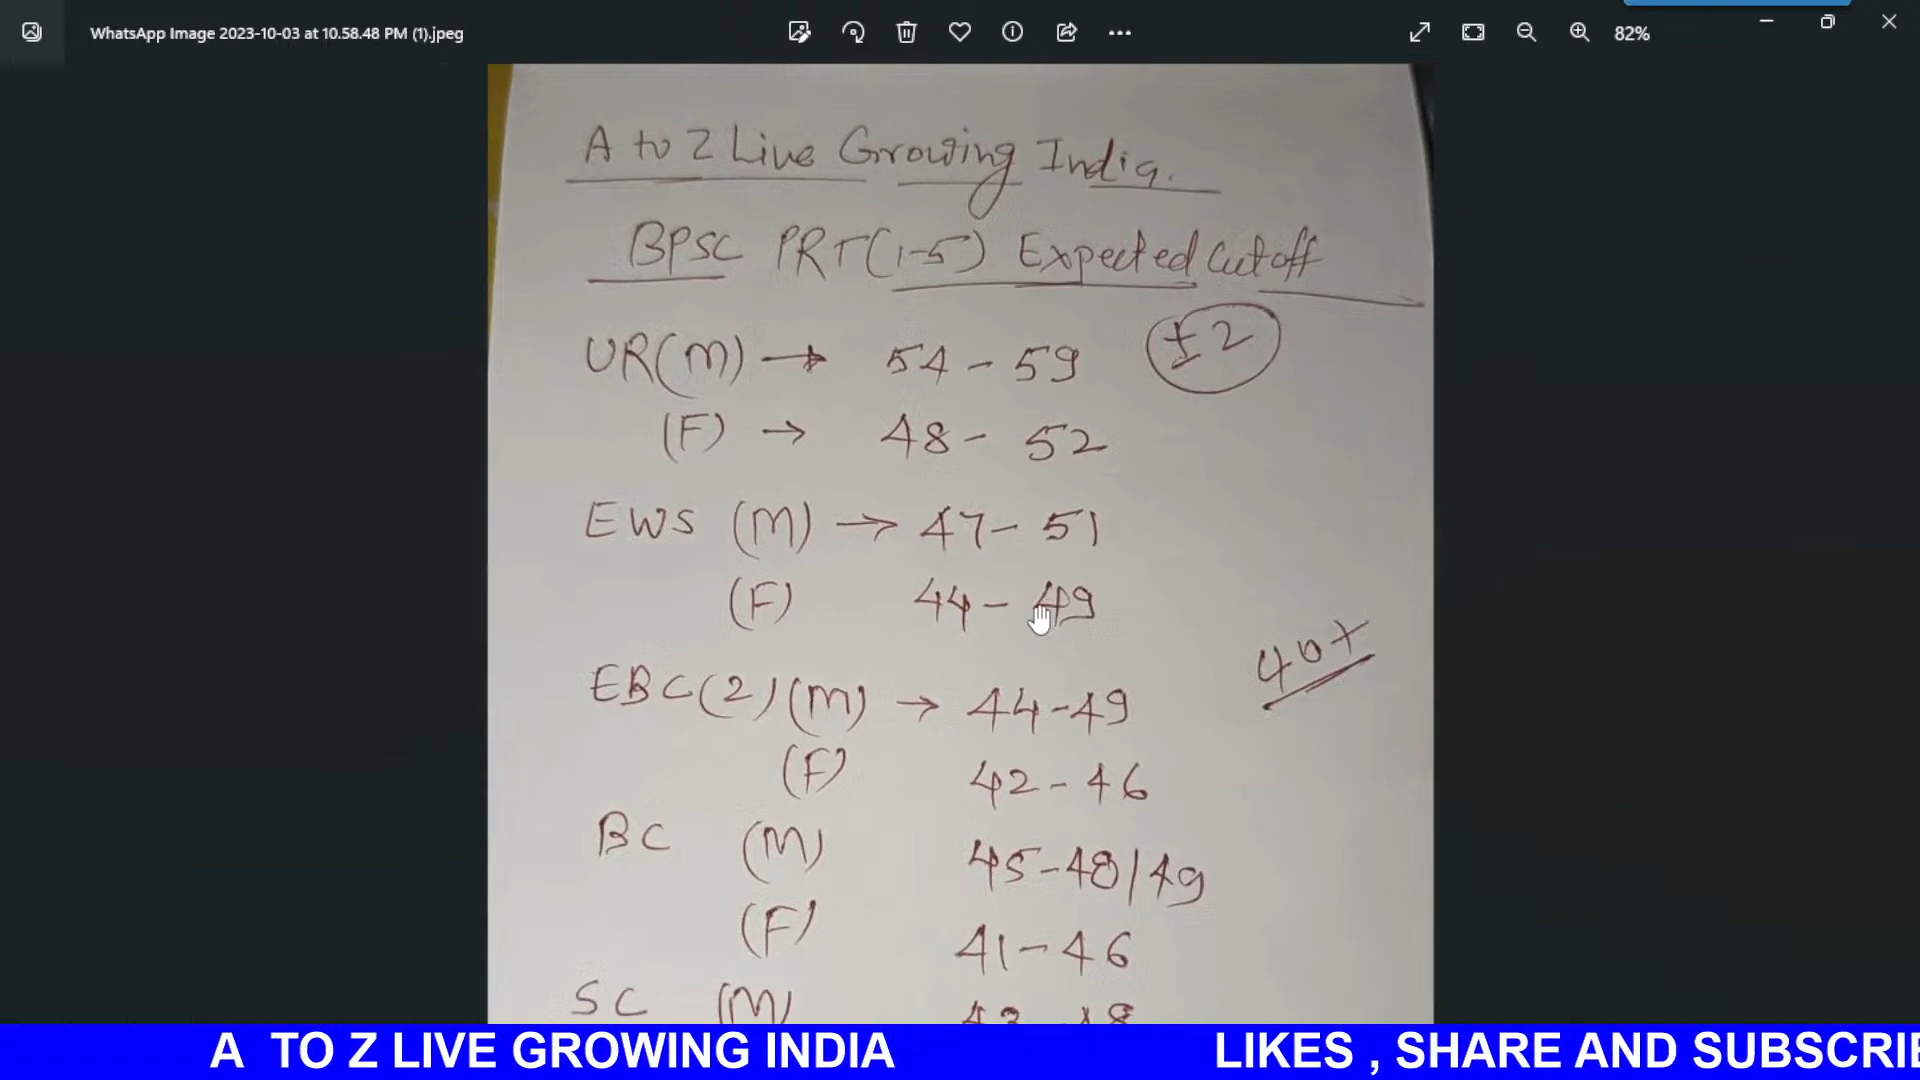 WhatsApp Image 2023-10-03 at 10.58.48 PM (1).jpeg
82%
A to Z Live Growing India.
BPSC PRT(1-5) Expected Cutoff
UR(M) → 54 - 59 ±2
(F) → 48 - 52
EWS (M) → 47 - 51
(F) 44 - 49
40+
EBC(2)(M) → 44-49
(F) 42 - 46
BC (M) 45-48/49
(F) 41 - 46
SC (M)
A TO Z LIVE GROWING INDIA LIKES , SHARE AND SUBSCRI